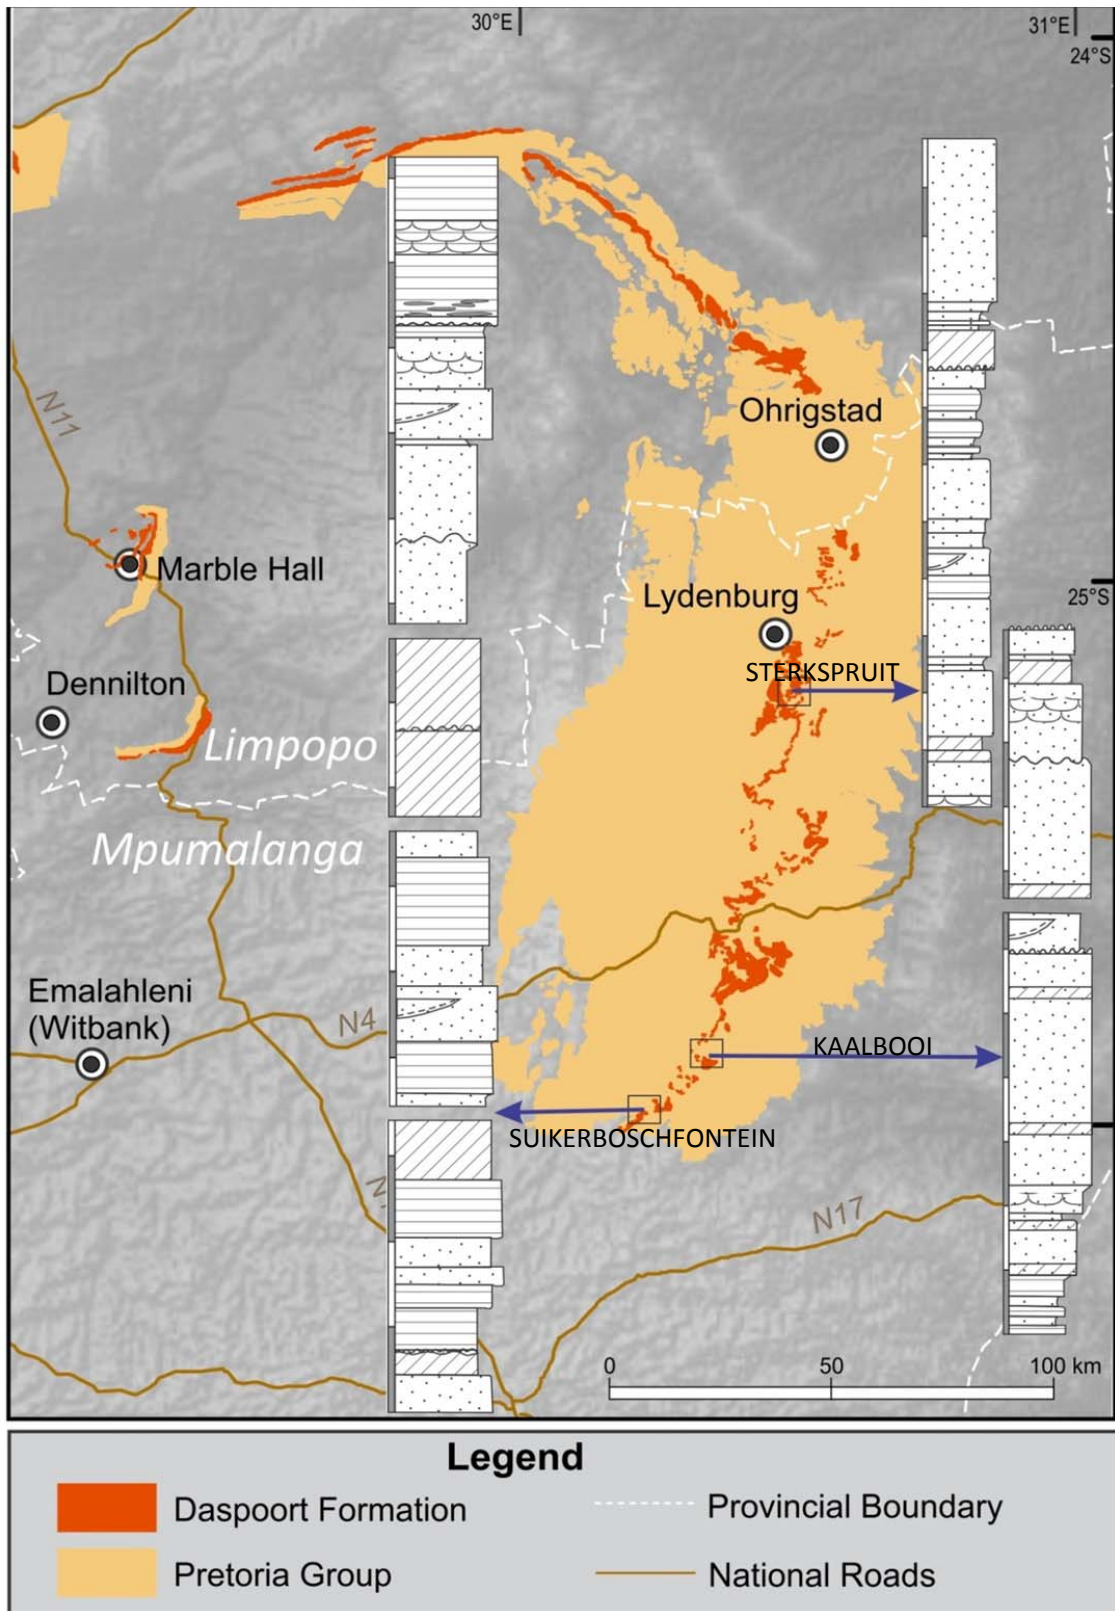 30°E
31°E
24°S
N11
Ohrigstad
Marble Hall
25°S
Lydenburg
STERKSPRUIT
Dennilton
Limpopo
Mpumalanga
Emalahleni
(Witbank)
N4
KAALBOOI
SUIKERBOSCHFONTEIN
N17
0
50
100 km
Legend
Daspoort Formation
Provincial Boundary
Pretoria Group
National Roads